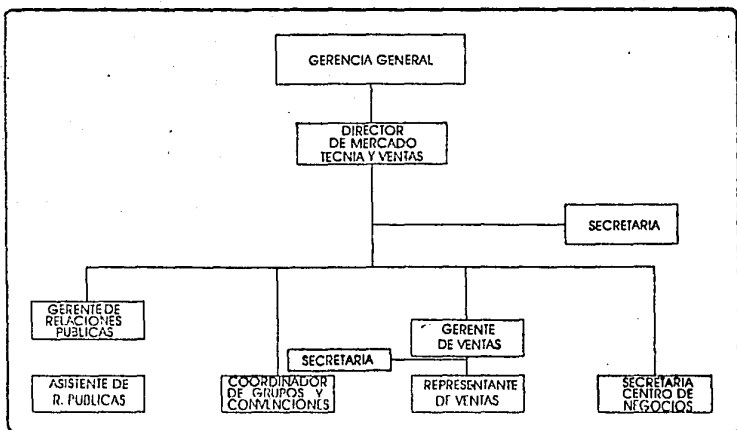 GERENCIA GENERAL
DIRECTOR
DE MERCADO
TECNIA Y VENTAS
SECRETARIA
GERENTE DE
RELACIONES
PUBLICAS
GERENTE
DE VENTAS
SECRETARIA
ASISTENTE DE
R. PUBLICAS
COORDINADOR
DE GRUPOS Y
CONVENCIONES
REPRESENTANTE
DE VENTAS
SECRETARIA
CENTRO DE
NEGOCIOS